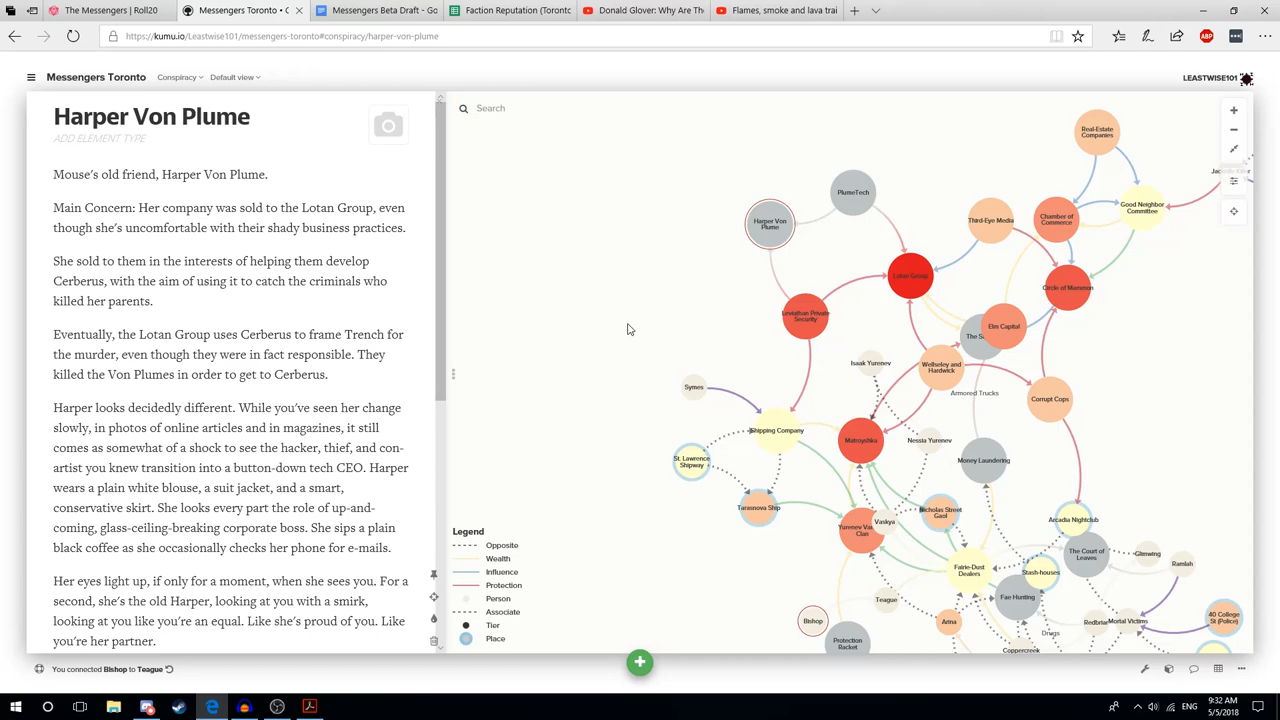 The Messengers | Roll20
Messengers Toronto • C
Messengers Beta Draft - Go
Faction Reputation (Toronto
Donald Glover: Why Are Th
Flames, smoke and lava trai
https://kumu.io/Leastwise101/messengers-toronto#conspiracy/harper-von-plume
ABP
Messengers Toronto
Conspiracy
Default view
LEASTWISE101
Harper Von Plume
ADD ELEMENT TYPE
Mouse's old friend, Harper Von Plume.
Main Concern: Her company was sold to the Lotan Group, even
though she's uncomfortable with their shady business practices.
She sold to them in the interests of helping them develop
Cerberus, with the aim of using it to catch the criminals who
killed her parents.
Eventually, the Lotan Group uses Cerberus to frame Trench for
the murder, even though they were in fact responsible. They
killed the Von Plumes in order to get to Cerberus.
Harper looks decidedly different. While you've seen her change
slowly, in photos of online articles and in magazines, it still
comes as somewhat of a shock to see the hacker, thief, and con-
artist you knew transition into a button-down tech CEO. Harper
wears a plain white blouse, a suit jacket, and a smart,
conservative skirt. She looks every part the role of up-and-
coming, glass-ceiling-breaking corporate boss. She sips a plain
black coffee as she occasionally checks her phone for e-mails.
Her eyes light up, if only for a moment, when she sees you. For a
second, she's the old Harper, looking at you with a smirk,
looking at you like you're an equal. Like she's proud of you. Like
you're her partner.
Search
Real-Estate
Companies
PlumeTech
Harper Von
Plume
Third-Eye Media
Chamber of
Commerce
Good Neighbor
Committee
Lotan Group
Circle of Mammon
Leviathan Private
Security
Elm Capital
Isaak Yurenev
Wellseley and
Hardwick
Symes
Armored Trucks
Corrupt Cops
Shipping Company
Matroyshka
Nessia Yurenev
St. Lawrence
Shipway
Money Laundering
Tarasnova Ship
Nicholas Street
Gaol
Vaskya
Clan
Arcadia Nightclub
The Court of
Leaves
Glimwing
Ramlah
Fairie-Dust
Dealers
Stash-houses
Fae Hunting
Teague
Bishop
Arina
Drugs
Mortal Victims
40 College
St (Police)
Protection
Racket
Coppercreek
Legend
Opposite
Wealth
Influence
Protection
Person
Associate
Tier
Place
You connected Bishop to Teague
9:32 AM
5/5/2018